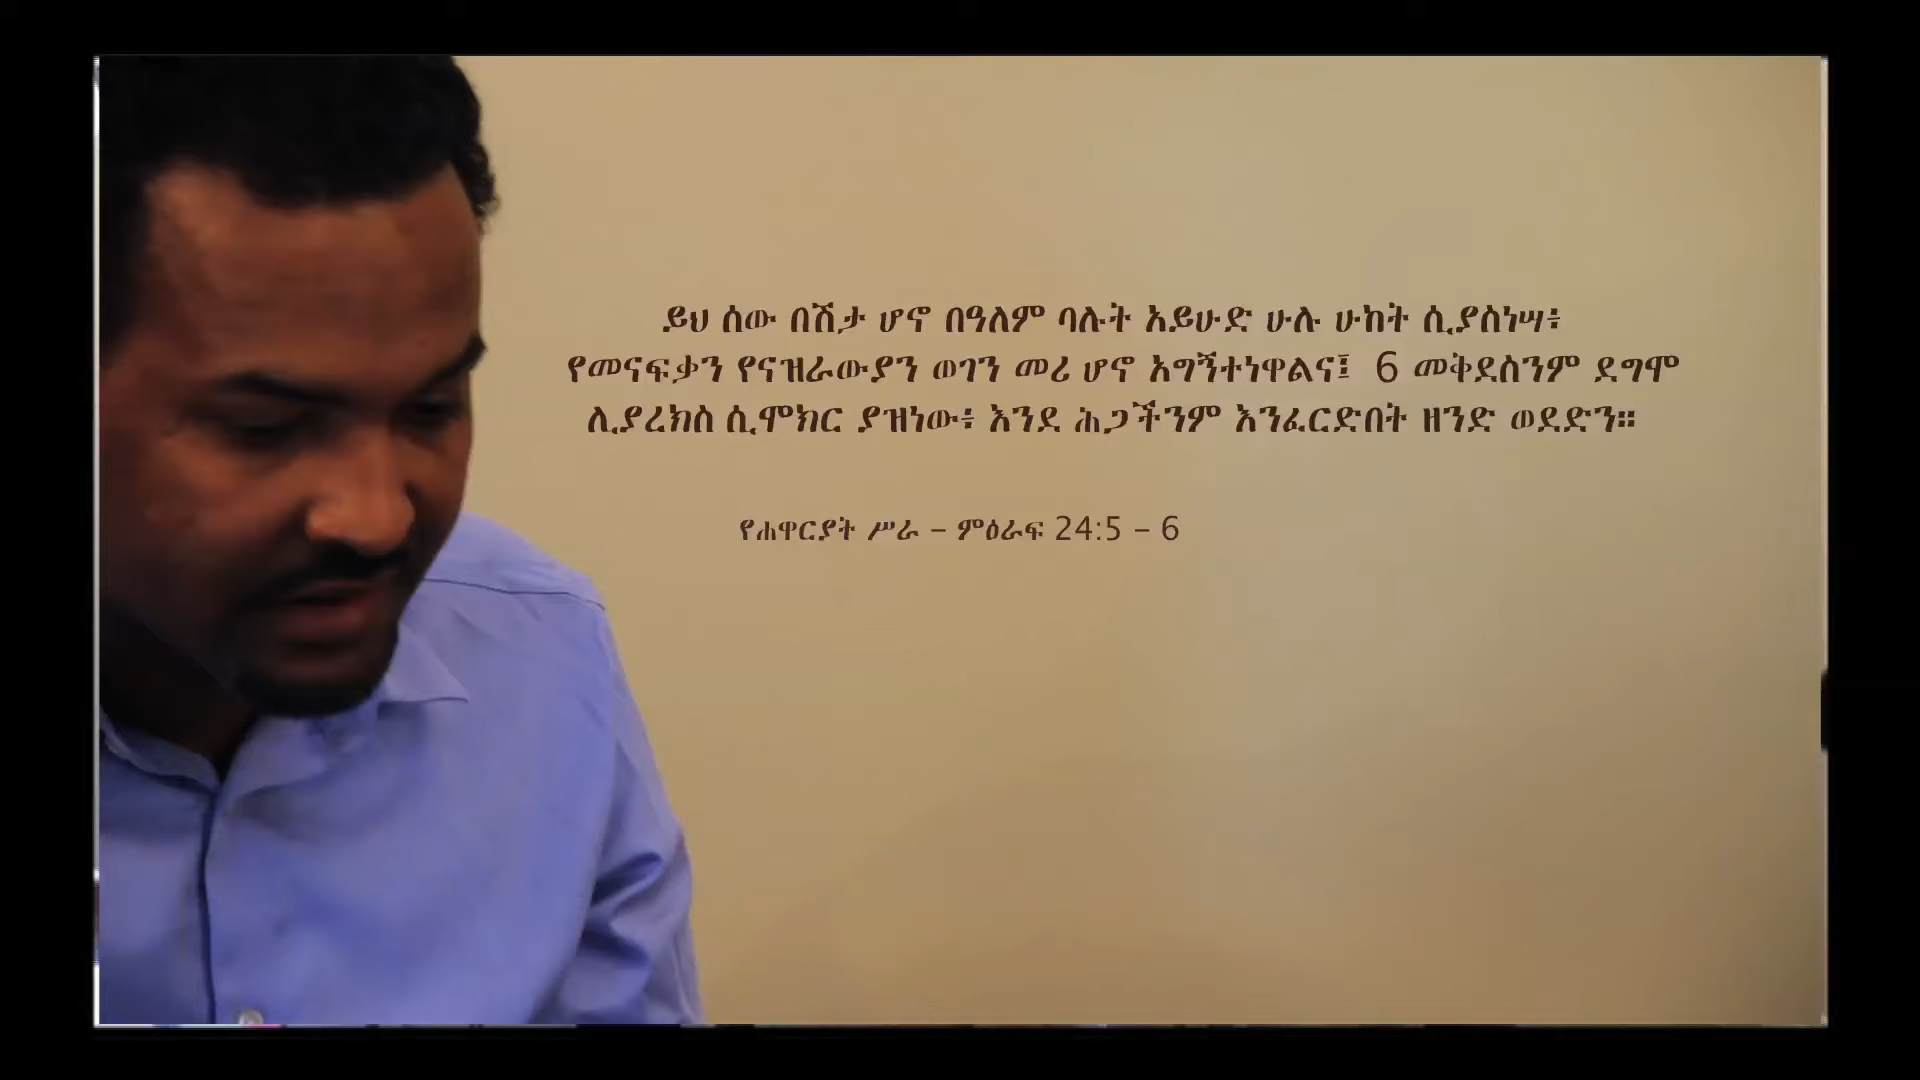 ይህ ሰው በሽታ ሆኖ በዓለም ባሉት አይሁድ ሁሉ ሁከት ሲያስነሣ፥
የመናፍቃን የናዝራውያን ወገን መሪ ሆኖ አግኝተነዋልና፤ 6 መቅደስንም ደግሞ
ሊያረክስ ሲሞክር ያዝነው፥ እንደ ሕጋችንም እንፈርድበት ዘንድ ወደድን።
የሐዋርያት ሥራ – ምዕራፍ 24:5 – 6